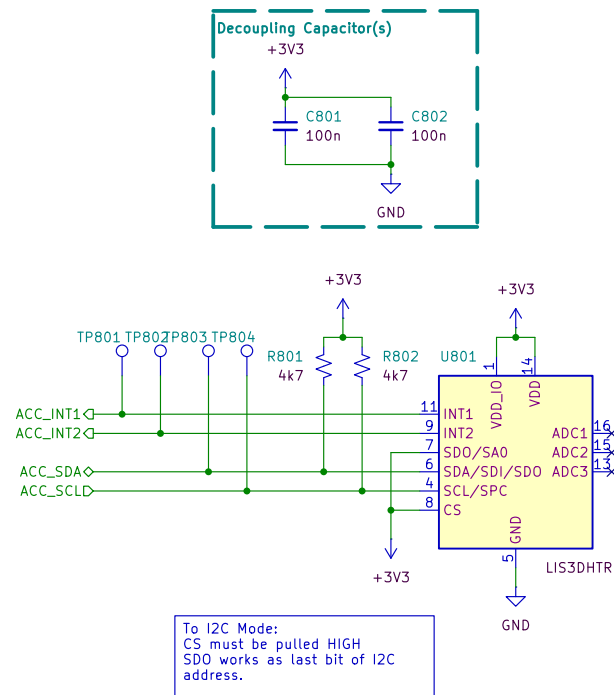 Decoupling Capacitor(s)
+3V3
C801
100n
C802
100n
GND
+3V3
+3V3
TP801 TP802 TP803 TP804
R801
4k7
R802
4k7
U801
1
14
VDD_IO
VDD
ACC_INT1
11
INT1
ACC_INT2
9
INT2
7
SDO/SA0
ACC_SDA
6
SDA/SDI/SDO
ACC_SCL
4
SCL/SPC
8
CS
ADC1
16
ADC2
15
ADC3
13
GND
5
LIS3DHTR
+3V3
GND
To I2C Mode:
CS must be pulled HIGH
SDO works as last bit of I2C
address.